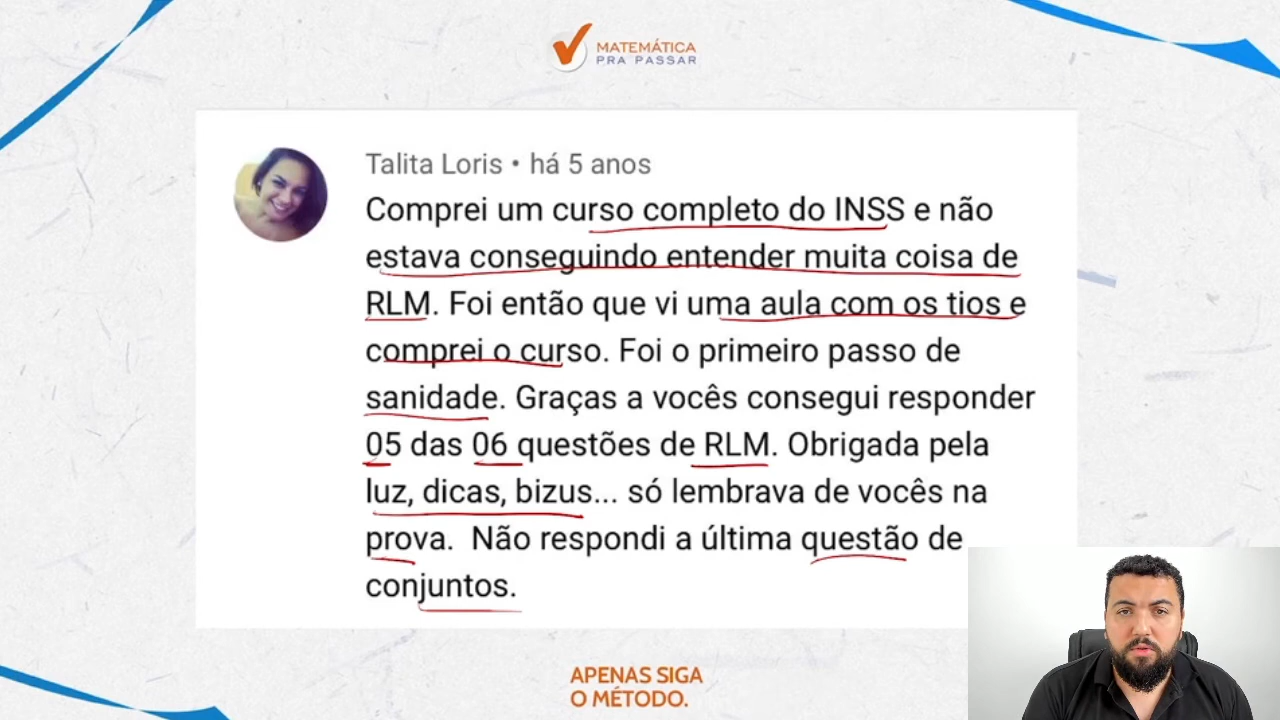 MATEMÁTICA
PRA PASSAR
Talita Loris • há 5 anos
Comprei um curso completo do INSS e não
estava conseguindo entender muita coisa de
RLM. Foi então que vi uma aula com os tios e
comprei o curso. Foi o primeiro passo de
sanidade. Graças a vocês consegui responder
05 das 06 questões de RLM. Obrigada pela
luz, dicas, bizus... só lembrava de vocês na
prova.  Não respondi a última questão de
conjuntos.
APENAS SIGA
O MÉTODO.